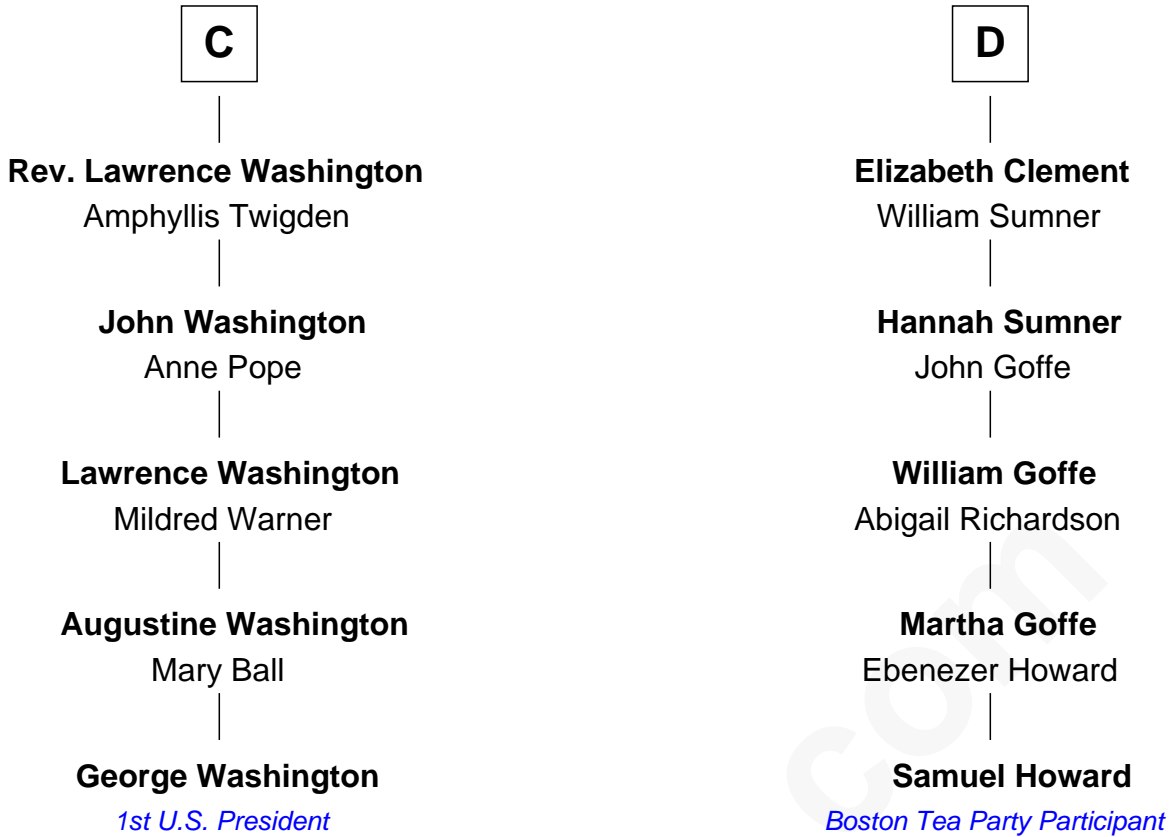 C
D
Rev. Lawrence Washington
Elizabeth Clement
Amphyllis Twigden
William Sumner
John Washington
Hannah Sumner
Anne Pope
John Goffe
Lawrence Washington
William Goffe
Mildred Warner
Abigail Richardson
Augustine Washington
Martha Goffe
Mary Ball
Ebenezer Howard
George Washington
Samuel Howard
1st U.S. President
Boston Tea Party Participant
com